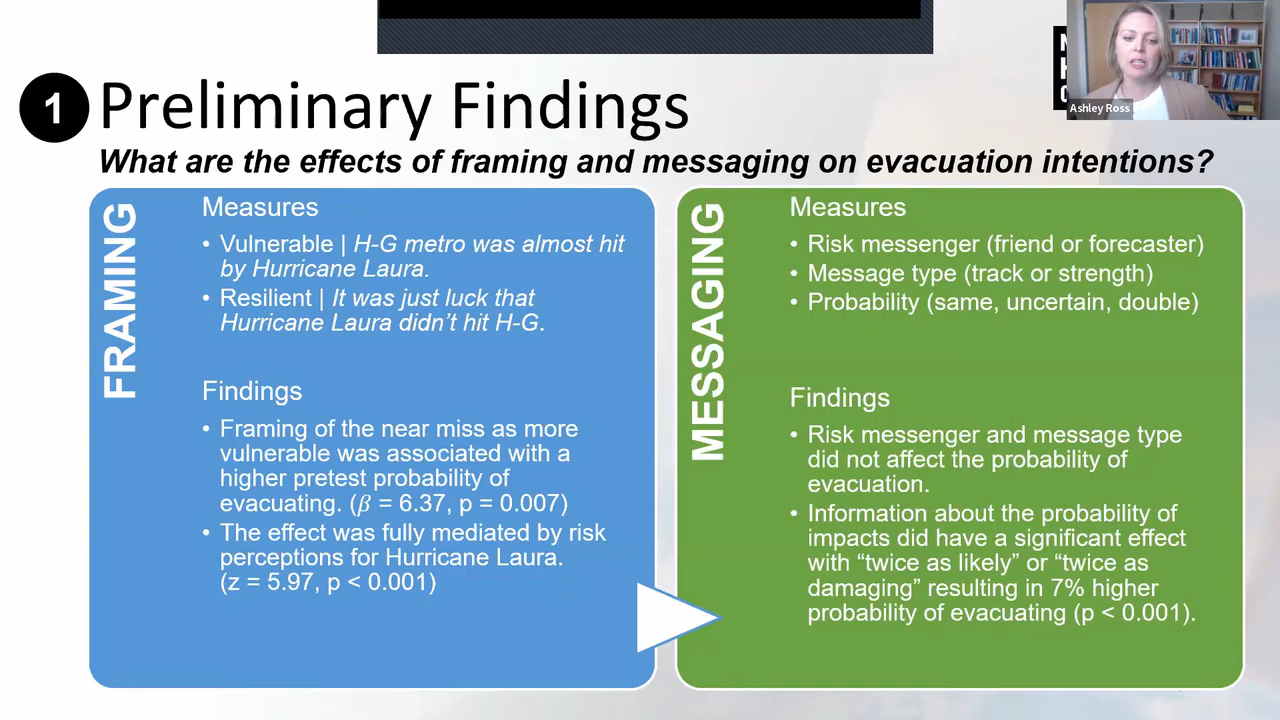 1
Preliminary Findings
What are the effects of framing and messaging on evacuation intentions?
Ashley Ross
FRAMING
Measures
• Vulnerable | H-G metro was almost hit
by Hurricane Laura.
• Resilient | It was just luck that
Hurricane Laura didn't hit H-G.
Findings
• Framing of the near miss as more
vulnerable was associated with a
higher pretest probability of
evacuating. (β = 6.37, p = 0.007)
• The effect was fully mediated by risk
perceptions for Hurricane Laura.
(z = 5.97, p < 0.001)
MESSAGING
Measures
• Risk messenger (friend or forecaster)
• Message type (track or strength)
• Probability (same, uncertain, double)
Findings
• Risk messenger and message type
did not affect the probability of
evacuation.
• Information about the probability of
impacts did have a significant effect
with “twice as likely” or “twice as
damaging” resulting in 7% higher
probability of evacuating (p < 0.001).